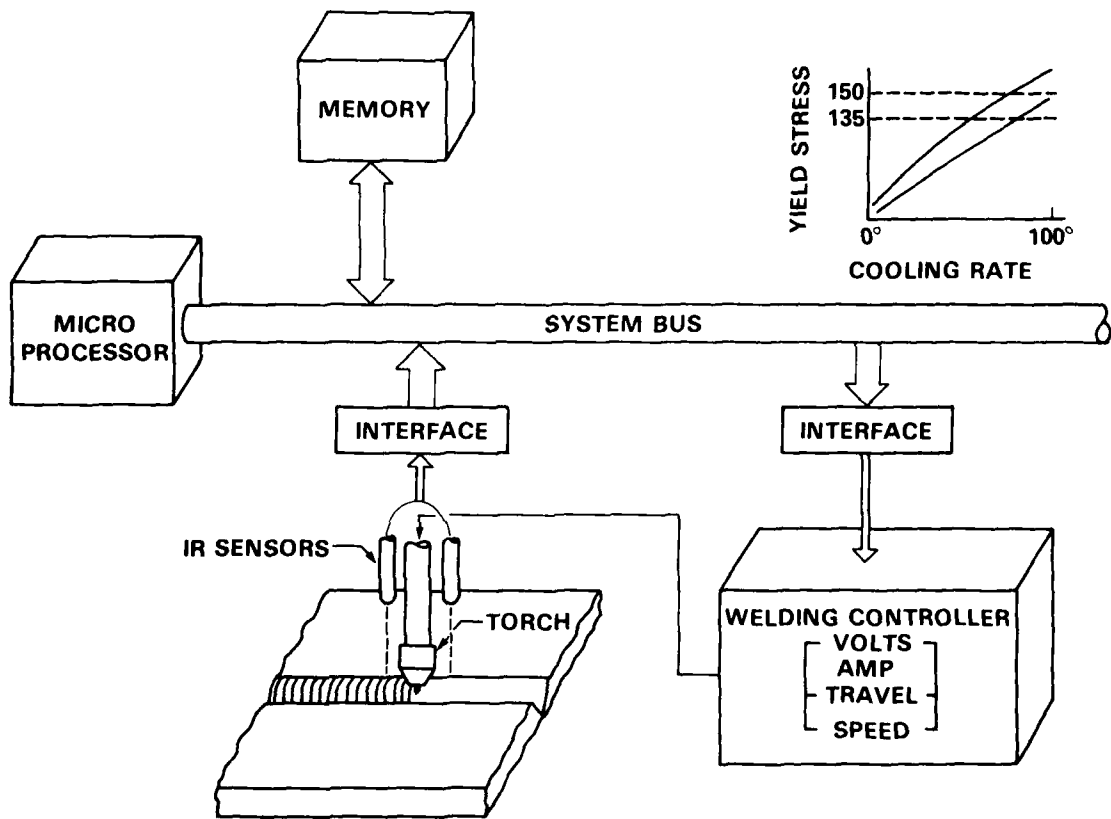 MEMORY
YIELD STRESS
150
135
0°
100°
COOLING RATE
MICRO
PROCESSOR
SYSTEM BUS
INTERFACE
INTERFACE
IR SENSORS
TORCH
WELDING CONTROLLER
VOLTS
AMP
TRAVEL
SPEED